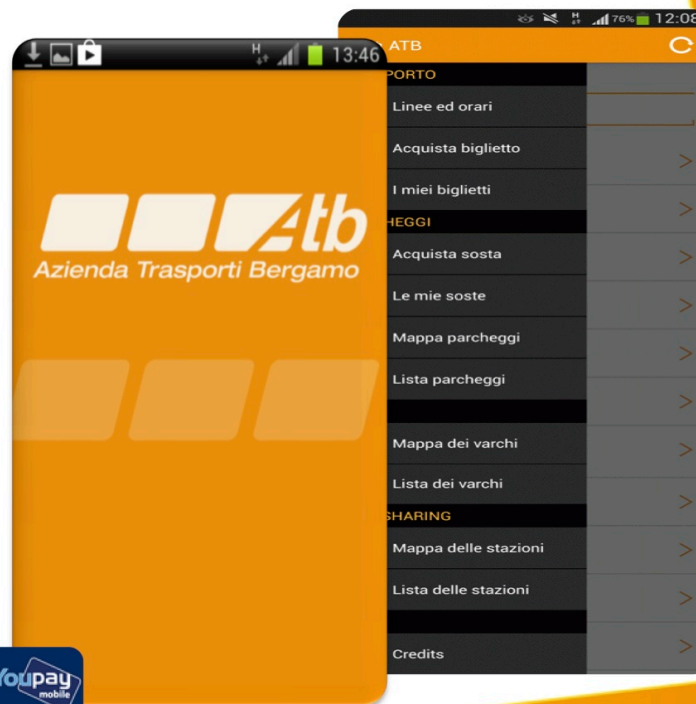 13:46
Atb
Azienda Trasporti Bergamo
Youpay
mobile
H
76% 12:08
ATB
PORTO
Linee ed orari
Acquista biglietto
I miei biglietti
HEGGI
Acquista sosta
Le mie soste
Mappa parcheggi
Lista parcheggi
Mappa dei varchi
Lista dei varchi
SHARING
Mappa delle stazioni
Lista delle stazioni
Credits